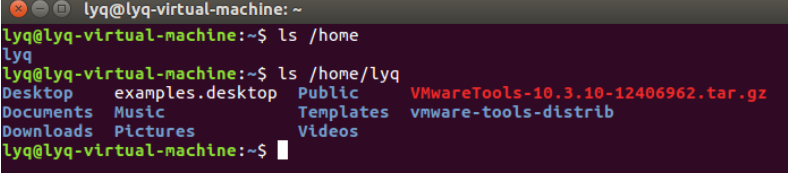 lyq@lyq-virtual-machine: ~
lyq@lyq-virtual-machine:~$ ls /home
lyq
lyq@lyq-virtual-machine:~$ ls /home/lyq
Desktop    examples.desktop  Public     VMwareTools-10.3.10-12406962.tar.gz
Documents  Music             Templates  vmware-tools-distrib
Downloads  Pictures          Videos
lyq@lyq-virtual-machine:~$